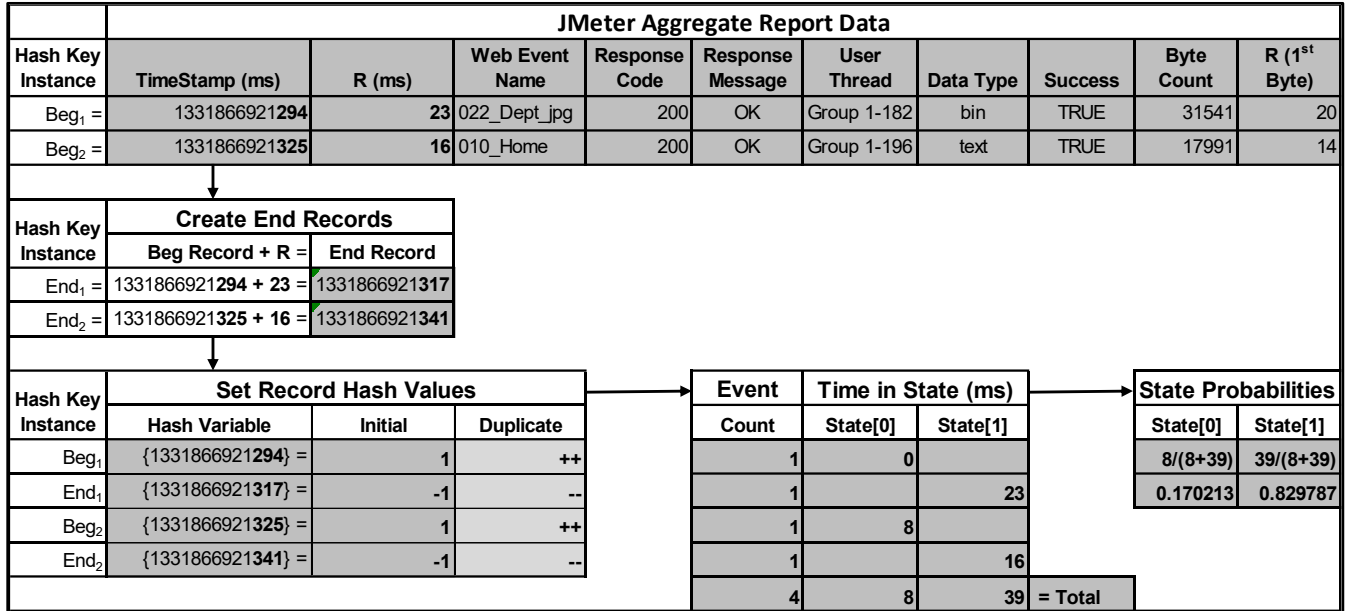 JMeter Aggregate Report Data
Hash Key Instance TimeStamp (ms) R (ms) Web Event Name Response Code Response Message User Thread Data Type Success Byte Count R (1st Byte)
Beg1 = 1331866921294 23 022_Dept_jpg 200 OK Group 1-182 bin TRUE 31541 20
Beg2 = 1331866921325 16 010_Home 200 OK Group 1-196 text TRUE 17991 14
Hash Key Instance Create End Records
Beg Record + R = End Record
End1 = 1331866921294 + 23 = 1331866921317
End2 = 1331866921325 + 16 = 1331866921341
Hash Key Instance Set Record Hash Values Event Time in State (ms) State Probabilities
Hash Variable Initial Duplicate Count State[0] State[1] State[0] State[1]
Beg1 {1331866921294} = 1 ++ 1 0 8/(8+39) 39/(8+39)
End1 {1331866921317} = -1 -- 1 23 0.170213 0.829787
Beg2 {1331866921325} = 1 ++ 1 8
End2 {1331866921341} = -1 -- 1 16
4 8 39 = Total